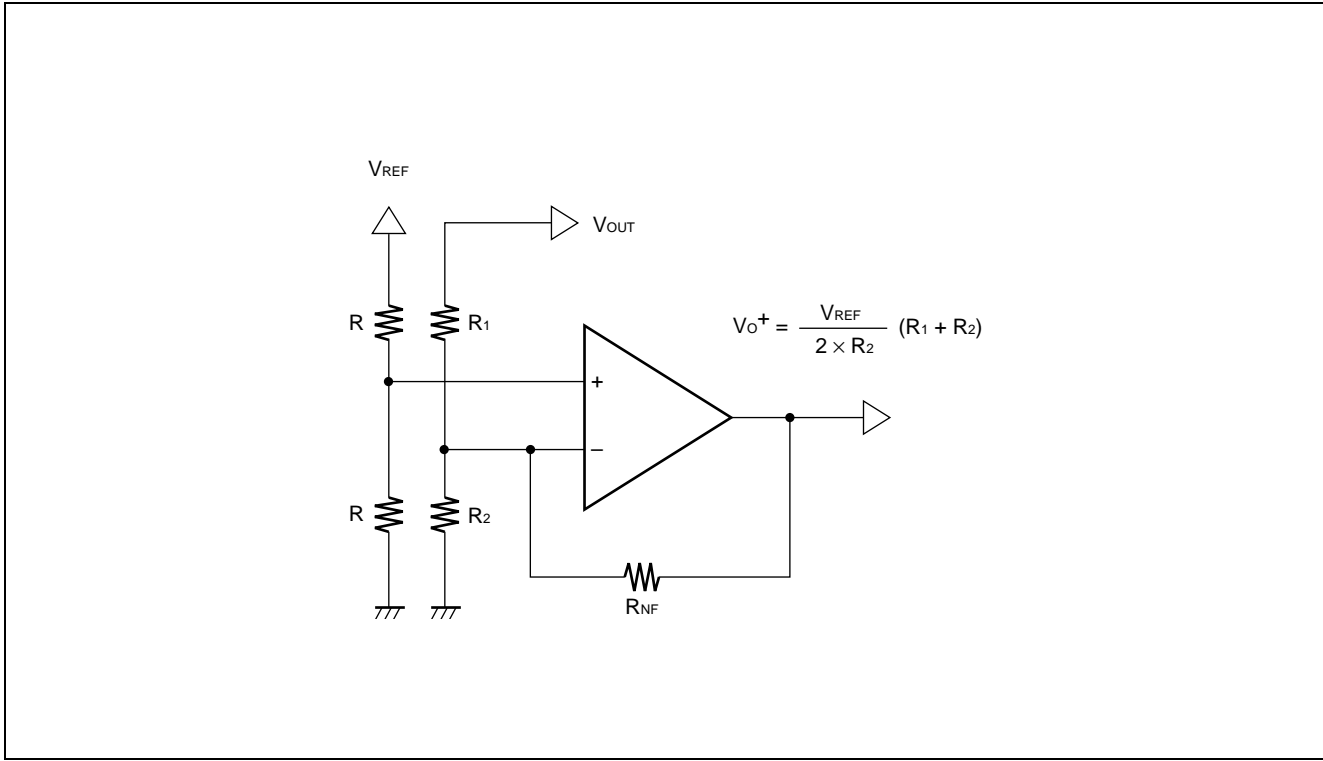 VREF
VOUT
R
R1
VO+ = VREF / 2 × R2 (R1 + R2)
+
−
R
R2
RNF